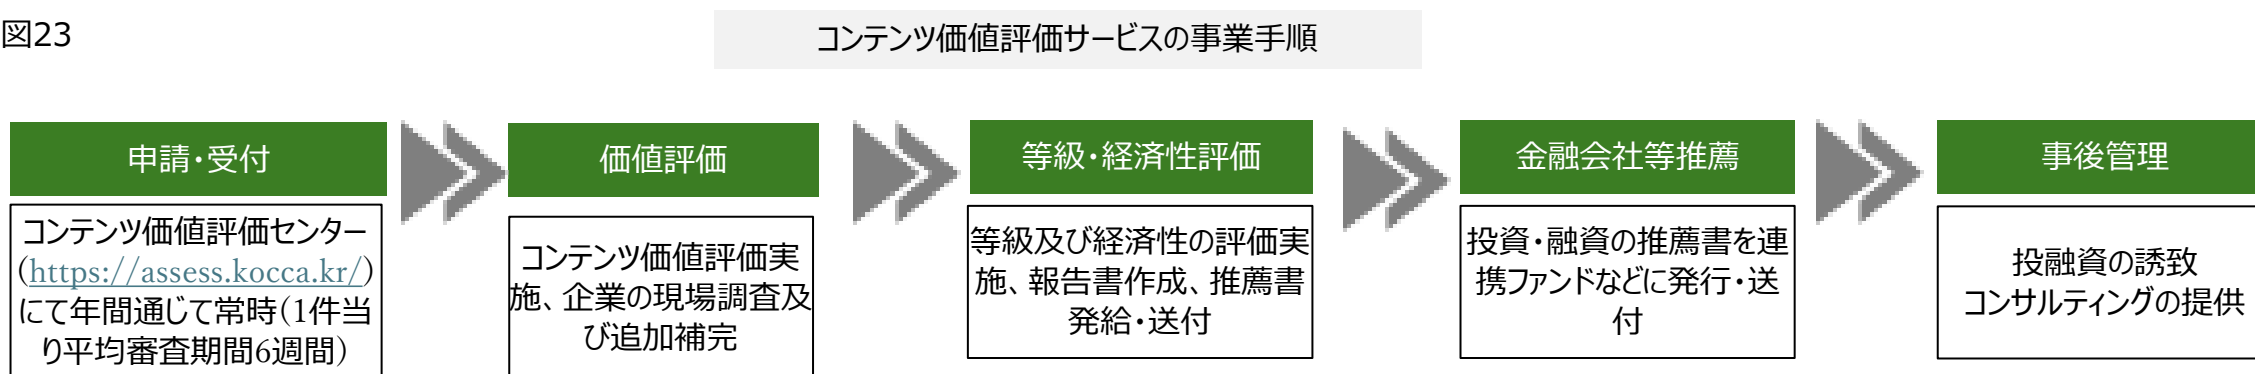 図23
コンテンツ価値評価サービスの事業手順
申請・受付
コンテンツ価値評価センター
(https://assess.kocca.kr/)
にて年間通じて常時（1件当
り平均審査期間6週間）
価値評価
コンテンツ価値評価実
施、企業の現場調査及
び追加補完
等級・経済性評価
等級及び経済性の評価実
施、報告書作成、推薦書
発給・送付
金融会社等推薦
投資・融資の推薦書を連
携ファンドなどに発行・送
付
事後管理
投融資の誘致
コンサルティングの提供